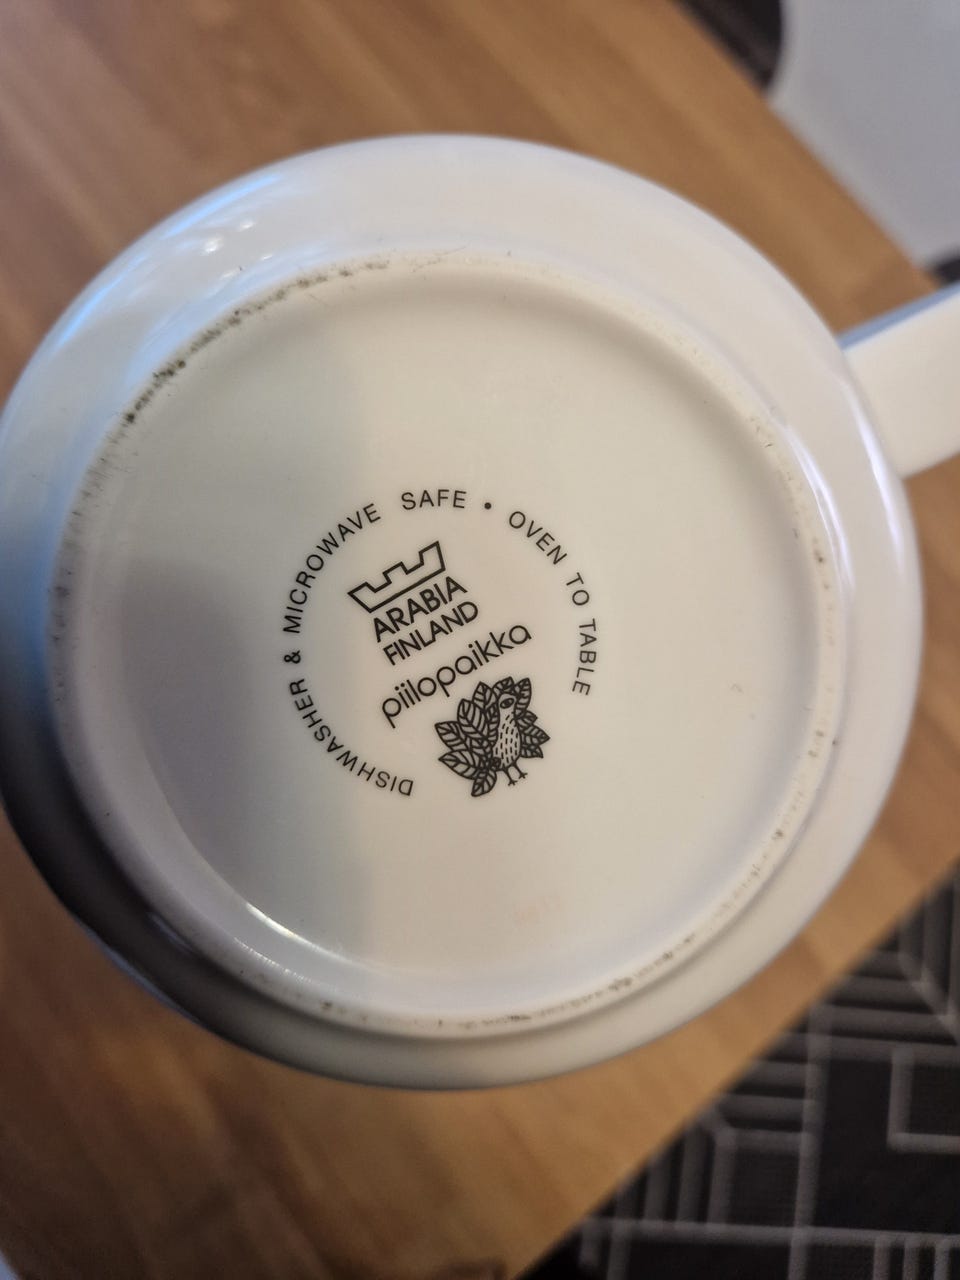 DISHWASHER & MICROWAVE SAFE • OVEN TO TABLE
ARABIA
FINLAND
piilopaikka